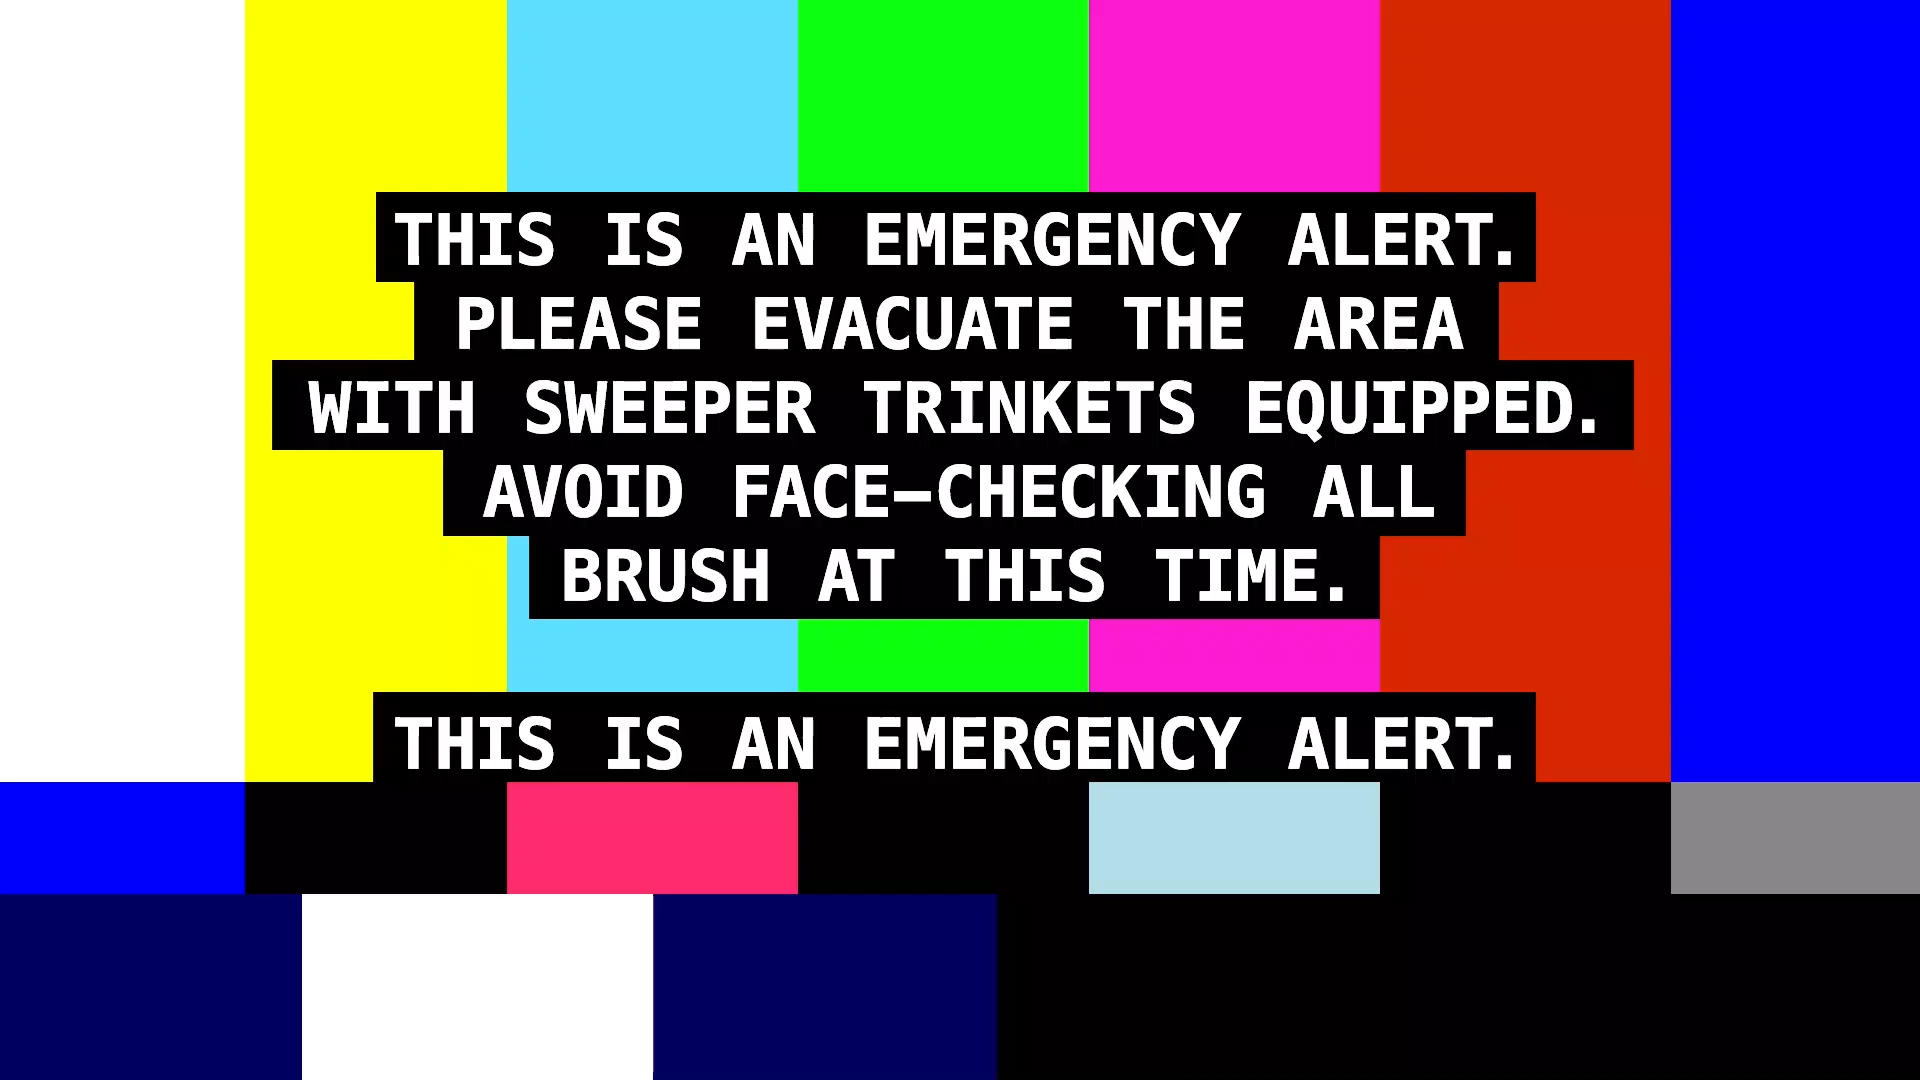 THIS IS AN EMERGENCY ALERT.
PLEASE EVACUATE THE AREA
WITH SWEEPER TRINKETS EQUIPPED.
AVOID FACE–CHECKING ALL
BRUSH AT THIS TIME.
THIS IS AN EMERGENCY ALERT.